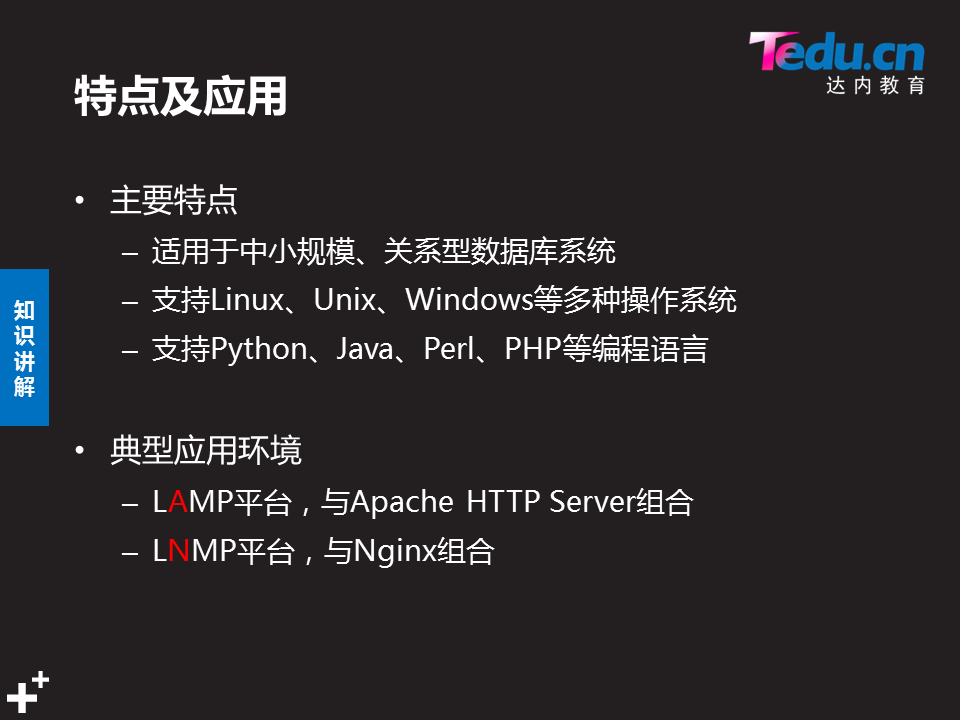 Tedu.cn
达内教育
特点及应用
• 主要特点
– 适用于中小规模、关系型数据库系统
– 支持Linux、Unix、Windows等多种操作系统
– 支持Python、Java、Perl、PHP等编程语言
知识讲解
• 典型应用环境
– LAMP平台，与Apache HTTP Server组合
– LNMP平台，与Nginx组合